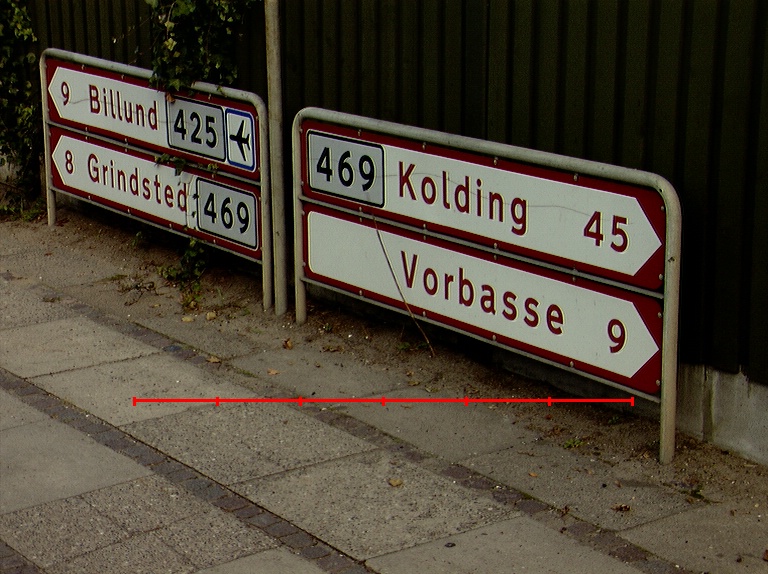 9 Billund 425
8 Grindsted 469
469 Kolding 45
Vorbasse 9